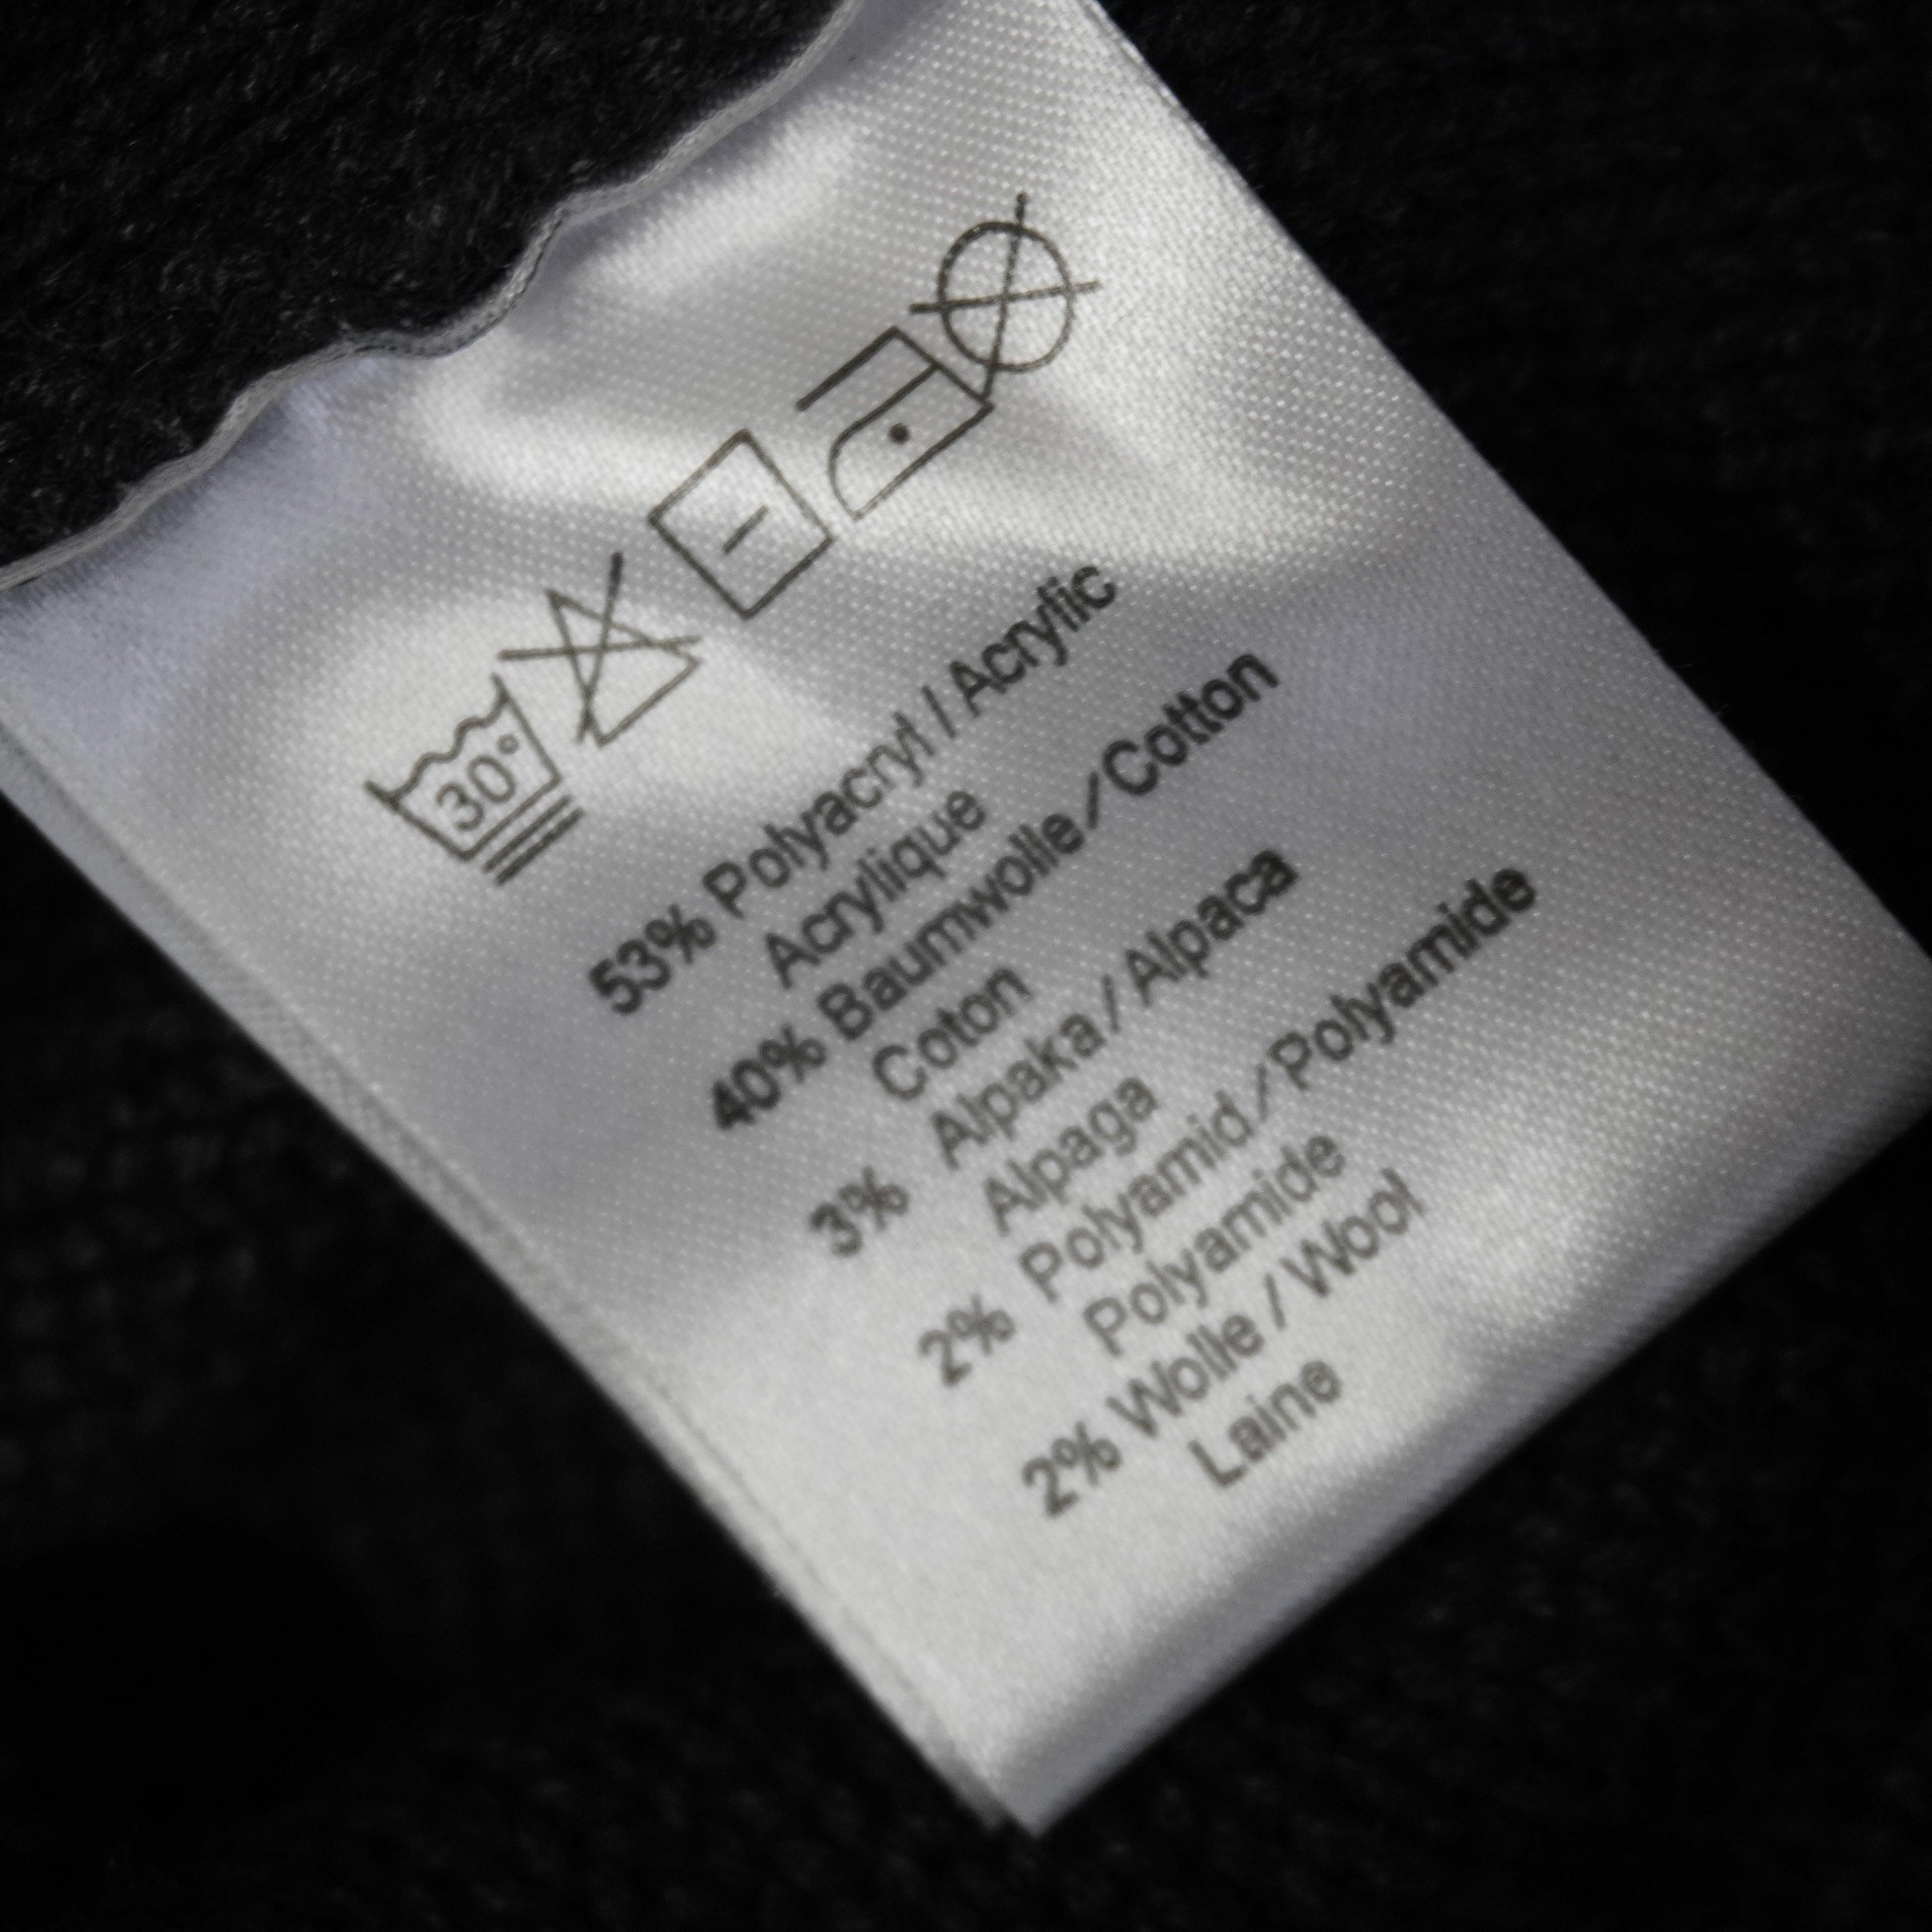 30°
53% Polyacryl / Acrylic
Acrylique
40% Baumwolle / Cotton
Coton
3% Alpaka / Alpaca
Alpaga
2% Polyamid / Polyamide
Polyamide
2% Wolle / Wool
Laine